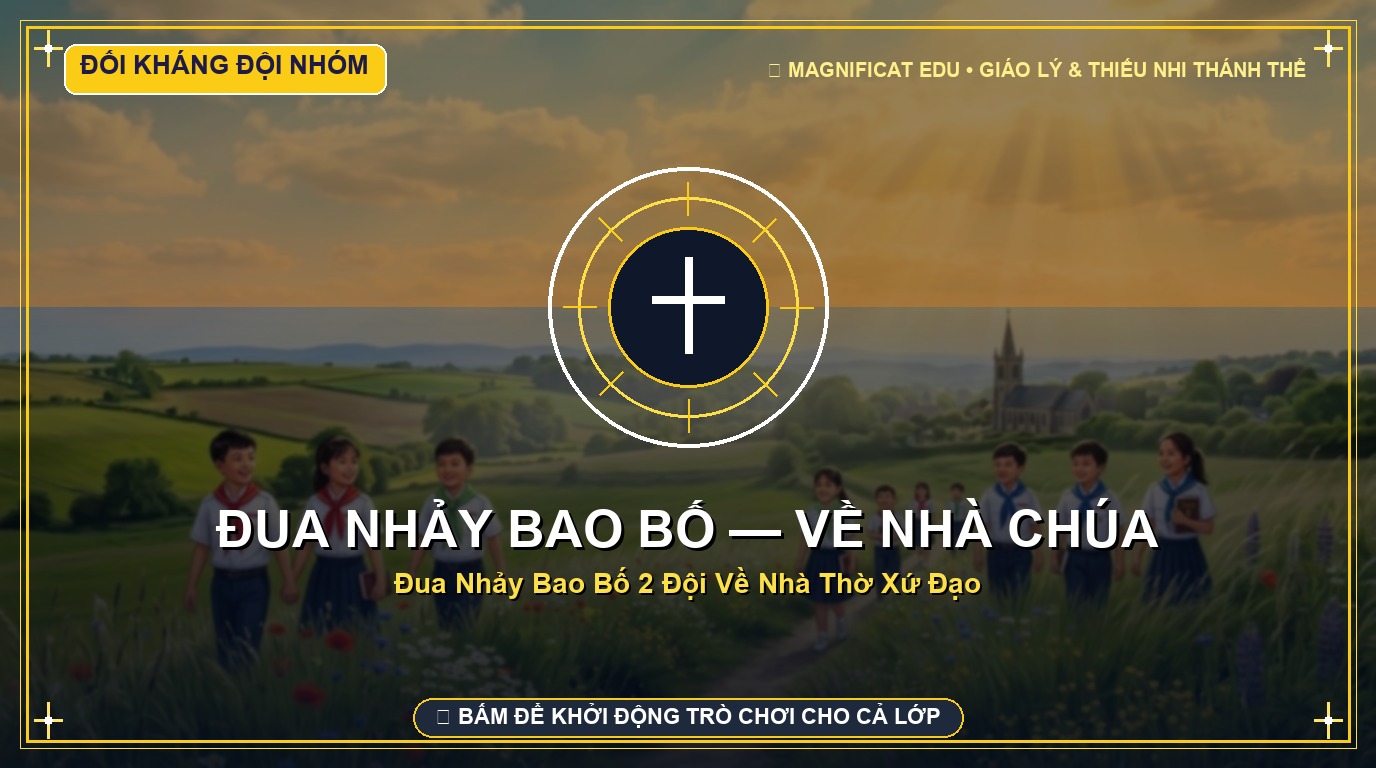 ĐỐI KHÁNG ĐỘI NHÓM
MAGNIFICAT EDU • GIÁO LÝ & THIẾU NHI THÁNH THỂ
ĐUA NHẢY BAO BỐ — VỀ NHÀ CHÚA
Đua Nhảy Bao Bố 2 Đội Về Nhà Thờ Xứ Đạo
BẤM ĐỂ KHỞI ĐỘNG TRÒ CHƠI CHO CẢ LỚP